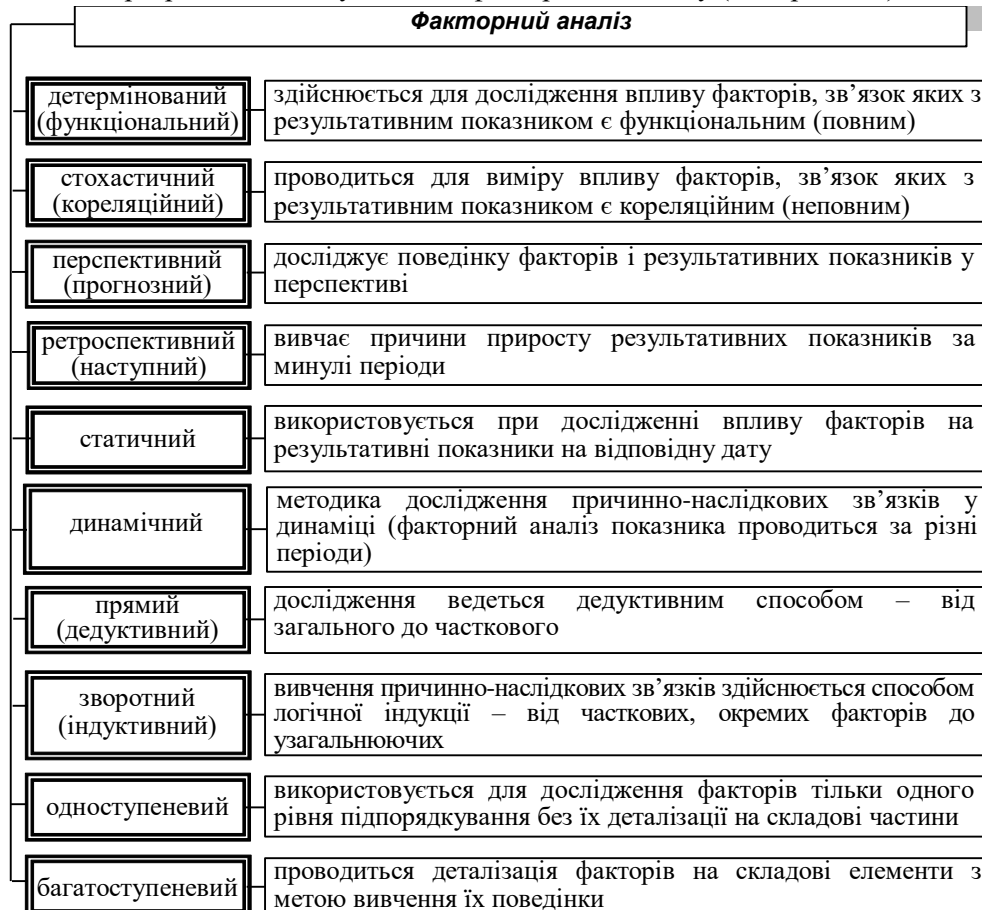 Факторний аналіз
детермінований
(функціональний)
здійснюється для дослідження впливу факторів, зв’язок яких з
результативним показником є функціональним (повним)
стохастичний
(кореляційний)
проводиться для виміру впливу факторів, зв’язок яких з
результативним показником є кореляційним (неповним)
перспективний
(прогнозний)
досліджує поведінку факторів і результативних показників у
перспективі
ретроспективний
(наступний)
вивчає причини приросту результативних показників за
минулі періоди
статичний
використовується при дослідженні впливу факторів на
результативні показники на відповідну дату
динамічний
методика дослідження причинно-наслідкових зв’язків у
динаміці (факторний аналіз показника проводиться за різні
періоди)
прямий
(дедуктивний)
дослідження ведеться дедуктивним способом – від
загального до часткового
зворотний
(індуктивний)
вивчення причинно-наслідкових зв’язків здійснюється способом
логічної індукції – від часткових, окремих факторів до
узагальнюючих
одноступеневий
використовується для дослідження факторів тільки одного
рівня підпорядкування без їх деталізації на складові частини
багатоступеневий
проводиться деталізація факторів на складові елементи з
метою вивчення їх поведінки